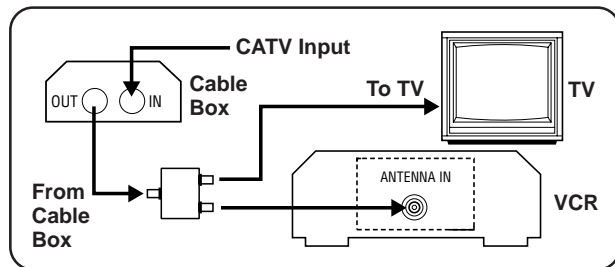 CATV Input
OUT
IN
Cable
Box
To TV
TV
From
Cable
Box
ANTENNA IN
VCR